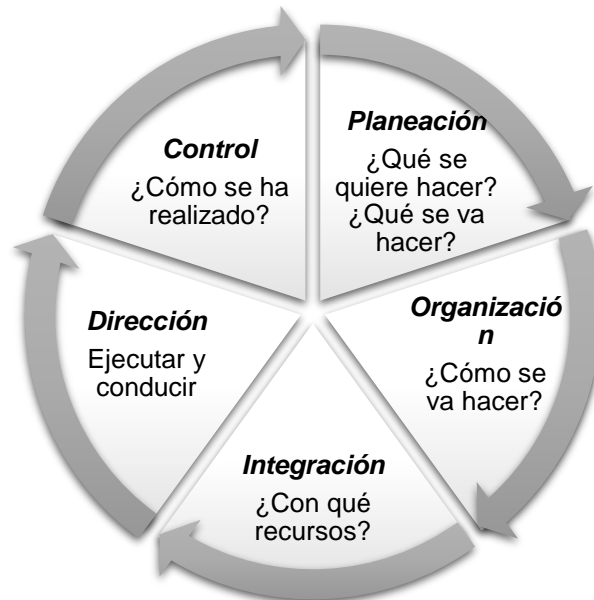 Planeación
¿Qué se
quiere hacer?
¿Qué se va
hacer?
Organizació
n
¿Cómo se
va hacer?
Integración
¿Con qué
recursos?
Dirección
Ejecutar y
conducir
Control
¿Cómo se ha
realizado?